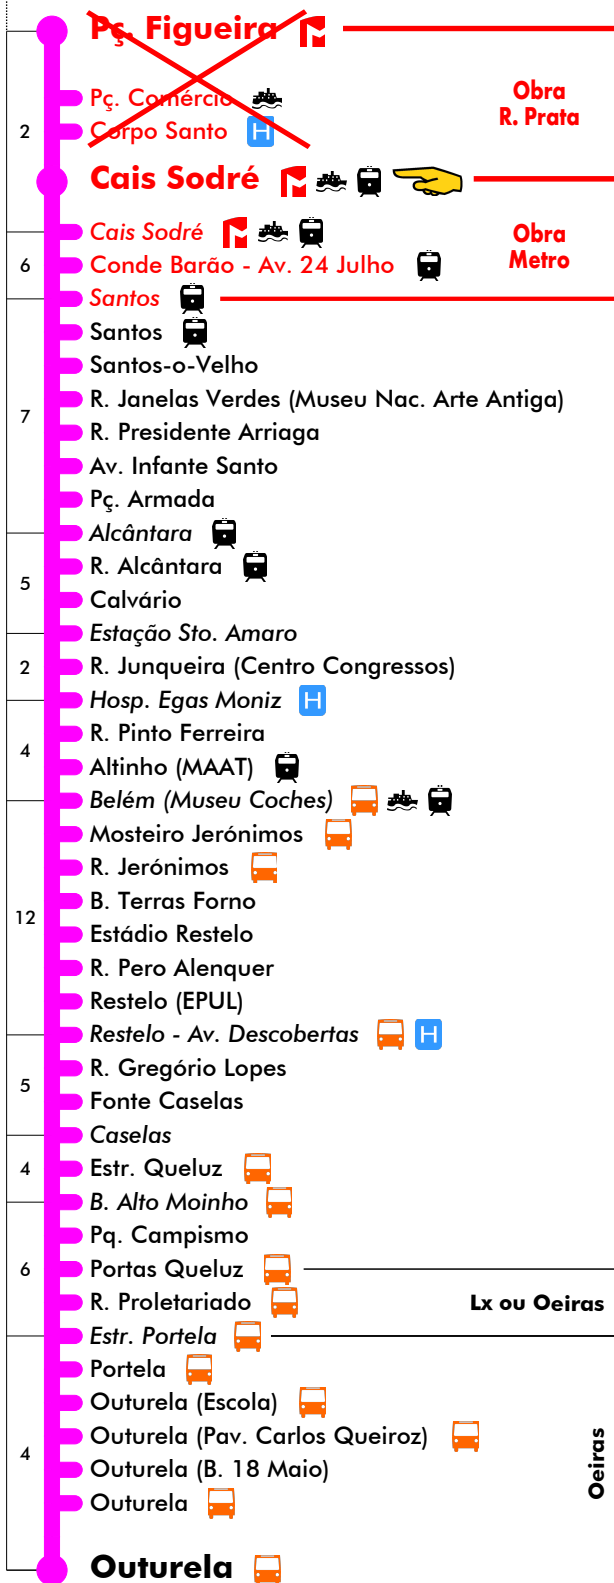 Pç. Figueira
Pç. Comércio
Obra
R. Prata
2
Corpo Santo H
Cais Sodré
Cais Sodré
Obra
Metro
6
Conde Barão - Av. 24 Julho
Santos
Santos
Santos-o-Velho
R. Janelas Verdes (Museu Nac. Arte Antiga)
7
R. Presidente Arriaga
Av. Infante Santo
Pç. Armada
Alcântara
R. Alcântara
5
Calvário
Estação Sto. Amaro
2
R. Junqueira (Centro Congressos)
Hosp. Egas Moniz H
R. Pinto Ferreira
4
Altinho (MAAT)
Belém (Museu Coches)
Mosteiro Jerónimos
R. Jerónimos
B. Terras Forno
12
Estádio Restelo
R. Pero Alenquer
Restelo (EPUL)
Restelo - Av. Descobertas H
R. Gregório Lopes
5
Fonte Caselas
Caselas
4
Estr. Queluz
B. Alto Moinho
Pq. Campismo
6
Portas Queluz
R. Proletariado
Lx ou Oeiras
Estr. Portela
Portela
Outurela (Escola)
Outurela (Pav. Carlos Queiroz)
4
Outurela (B. 18 Maio)
Oeiras
Outurela
Outurela